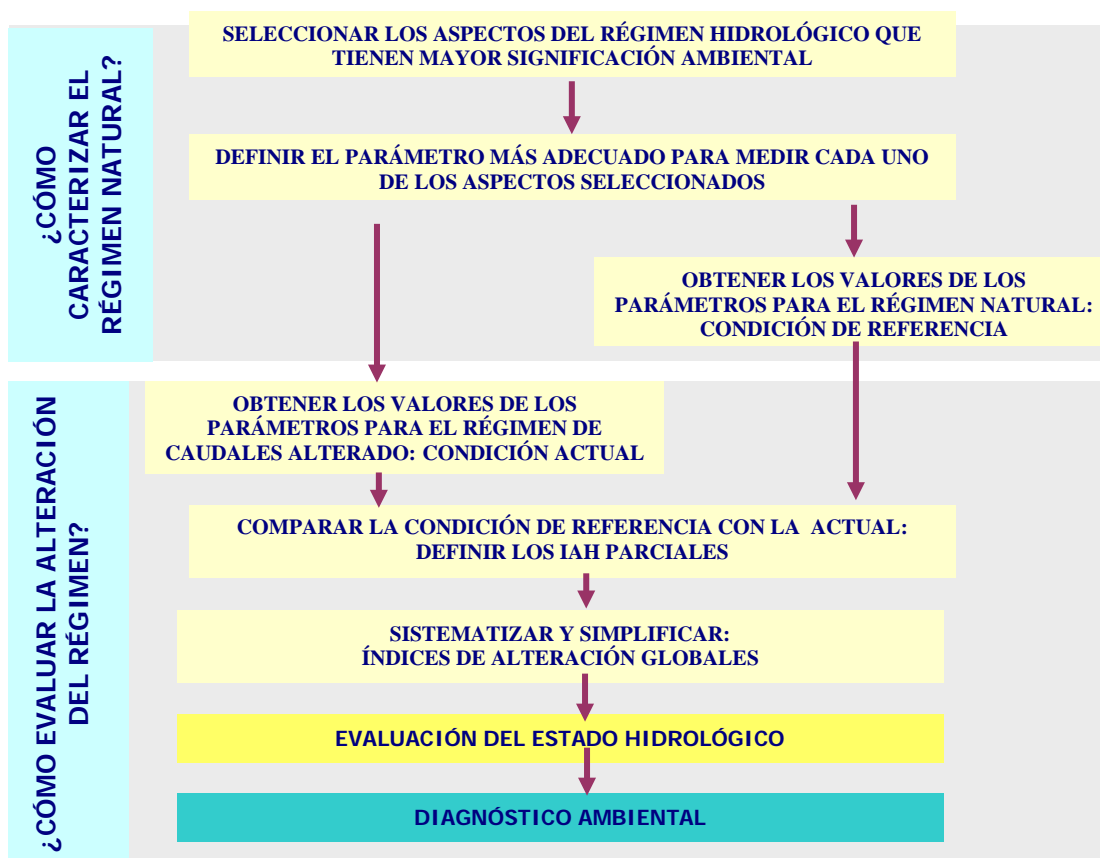 ¿CÓMO
CARACTERIZAR EL
RÉGIMEN NATURAL?
SELECCIONAR LOS ASPECTOS DEL RÉGIMEN HIDROLÓGICO QUE
TIENEN MAYOR SIGNIFICACIÓN AMBIENTAL
DEFINIR EL PARÁMETRO MÁS ADECUADO PARA MEDIR CADA UNO
DE LOS ASPECTOS SELECCIONADOS
OBTENER LOS VALORES DE LOS
PARÁMETROS PARA EL RÉGIMEN NATURAL:
CONDICIÓN DE REFERENCIA
¿CÓMO EVALUAR LA ALTERACIÓN
DEL RÉGIMEN?
OBTENER LOS VALORES DE LOS
PARÁMETROS PARA EL RÉGIMEN DE
CAUDALES ALTERADO: CONDICIÓN ACTUAL
COMPARAR LA CONDICIÓN DE REFERENCIA CON LA ACTUAL:
DEFINIR LOS IAH PARCIALES
SISTEMATIZAR Y SIMPLIFICAR:
ÍNDICES DE ALTERACIÓN GLOBALES
EVALUACIÓN DEL ESTADO HIDROLÓGICO
DIAGNÓSTICO AMBIENTAL